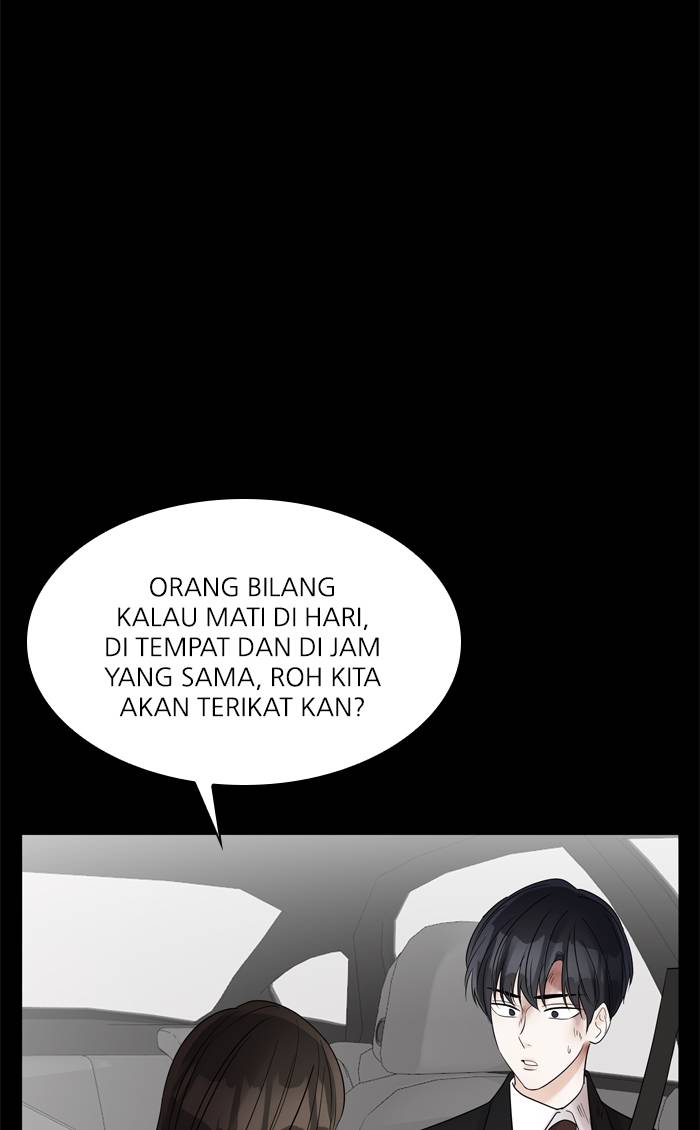 ORANG BILANG
KALAU MATI DI HARI,
DI TEMPAT DAN DI JAM
YANG SAMA, ROH KITA
AKAN TERIKAT KAN?